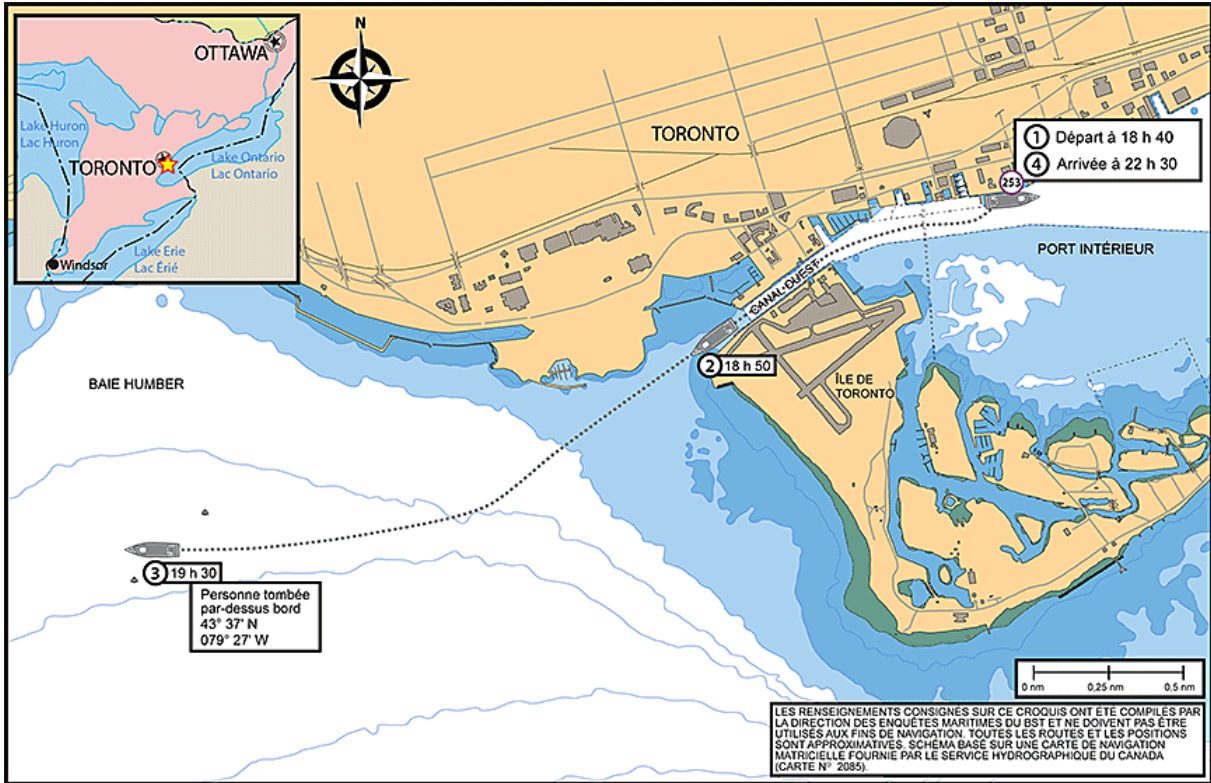 N
OTTAWA
Lake Huron
Lac Huron
TORONTO
Lake Ontario
Lac Ontario
Lake Erie
Lac Érié
Windsor
TORONTO
1 Départ à 18 h 40
4 Arrivée à 22 h 30
253
PORT INTÉRIEUR
CANAL OUEST
2 18 h 50
ÎLE DE
TORONTO
BAIE HUMBER
3 19 h 30
Personne tombée
par-dessus bord
43° 37' N
079° 27' W
0 nm 0,25 nm 0,5 nm
LES RENSEIGNEMENTS CONSIGNÉS SUR CE CROQUIS ONT ÉTÉ COMPILÉS PAR
LA DIRECTION DES ENQUÊTES MARITIMES DU BST ET NE DOIVENT PAS ÊTRE
UTILISÉS AUX FINS DE NAVIGATION. TOUTES LES ROUTES ET LES POSITIONS
SONT APPROXIMATIVES. SCHÉMA BASÉ SUR UNE CARTE DE NAVIGATION
MATRICIELLE FOURNIE PAR LE SERVICE HYDROGRAPHIQUE DU CANADA
(CARTE N° 2085).